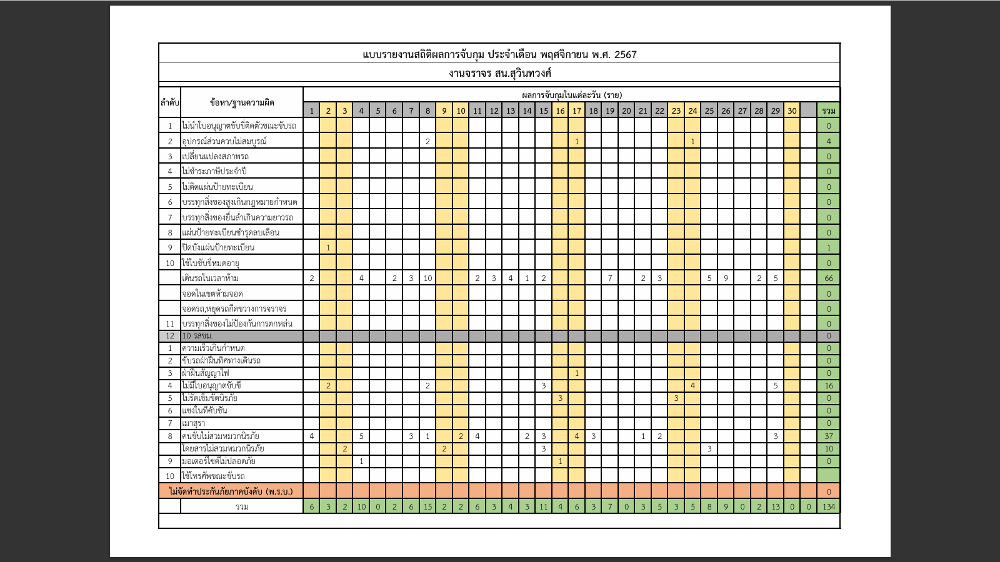 แบบรายงานสถิติผลการจับกุม ประจำเดือน พฤศจิกายน พ.ศ. 2567
งานจราจร สน.สุวินทวงศ์
ลำดับ ข้อหา/ฐานความผิด ผลการจับกุมในแต่ละวัน (ราย)
1 2 3 4 5 6 7 8 9 10 11 12 13 14 15 16 17 18 19 20 21 22 23 24 25 26 27 28 29 30 รวม
1 ไม่นำใบอนุญาตขับขี่ติดตัวขณะขับรถ 0
2 อุปกรณ์ส่วนควบไม่สมบูรณ์ 2 1 1 4
3 เปลี่ยนแปลงสภาพรถ 0
4 ไม่ชำระภาษีประจำปี 0
5 ไม่ติดแผ่นป้ายทะเบียน 0
6 บรรทุกสิ่งของสูงเกินกฎหมายกำหนด 0
7 บรรทุกสิ่งของยื่นล้ำเกินความยาวรถ 0
8 แผ่นป้ายทะเบียนชำรุดลบเลือน 0
9 ปิดบังแผ่นป้ายทะเบียน 1 1
10 ใช้ใบขับขี่หมดอายุ 0
เดินรถในเวลาห้าม 2 4 2 3 10 2 3 4 1 2 7 2 3 5 9 2 5 66
จอดในเขตห้ามจอด 0
จอดรถ,หยุดรถกีดขวางการจราจร 0
11 บรรทุกสิ่งของไม่ป้องกันการตกหล่น 0
12 10 รสขม. 0
1 ความเร็วเกินกำหนด 0
2 ขับรถฝ่าฝืนทิศทางเดินรถ 0
3 ฝ่าฝืนสัญญาไฟ 1 0
4 ไม่มีใบอนุญาตขับขี่ 2 2 3 4 5 16
5 ไม่รัดเข็มขัดนิรภัย 3 3 0
6 แซงในที่คับขัน 0
7 เมาสุรา 0
8 คนขับไม่สวมหมวกนิรภัย 4 5 3 1 2 4 2 3 4 3 1 2 3 37
โดยสารไม่สวมหมวกนิรภัย 2 2 3 3 10
9 มอเตอร์ไซต์ไม่ปลอดภัย 1 1 0
10 ใช้โทรศัพขณะขับรถ
ไม่จัดทำประกันภัยภาคบังคับ (พ.ร.บ.) 0
รวม 6 3 2 10 0 2 6 15 2 2 6 3 4 3 11 4 6 3 7 0 3 5 3 5 8 9 0 2 13 0 0 134